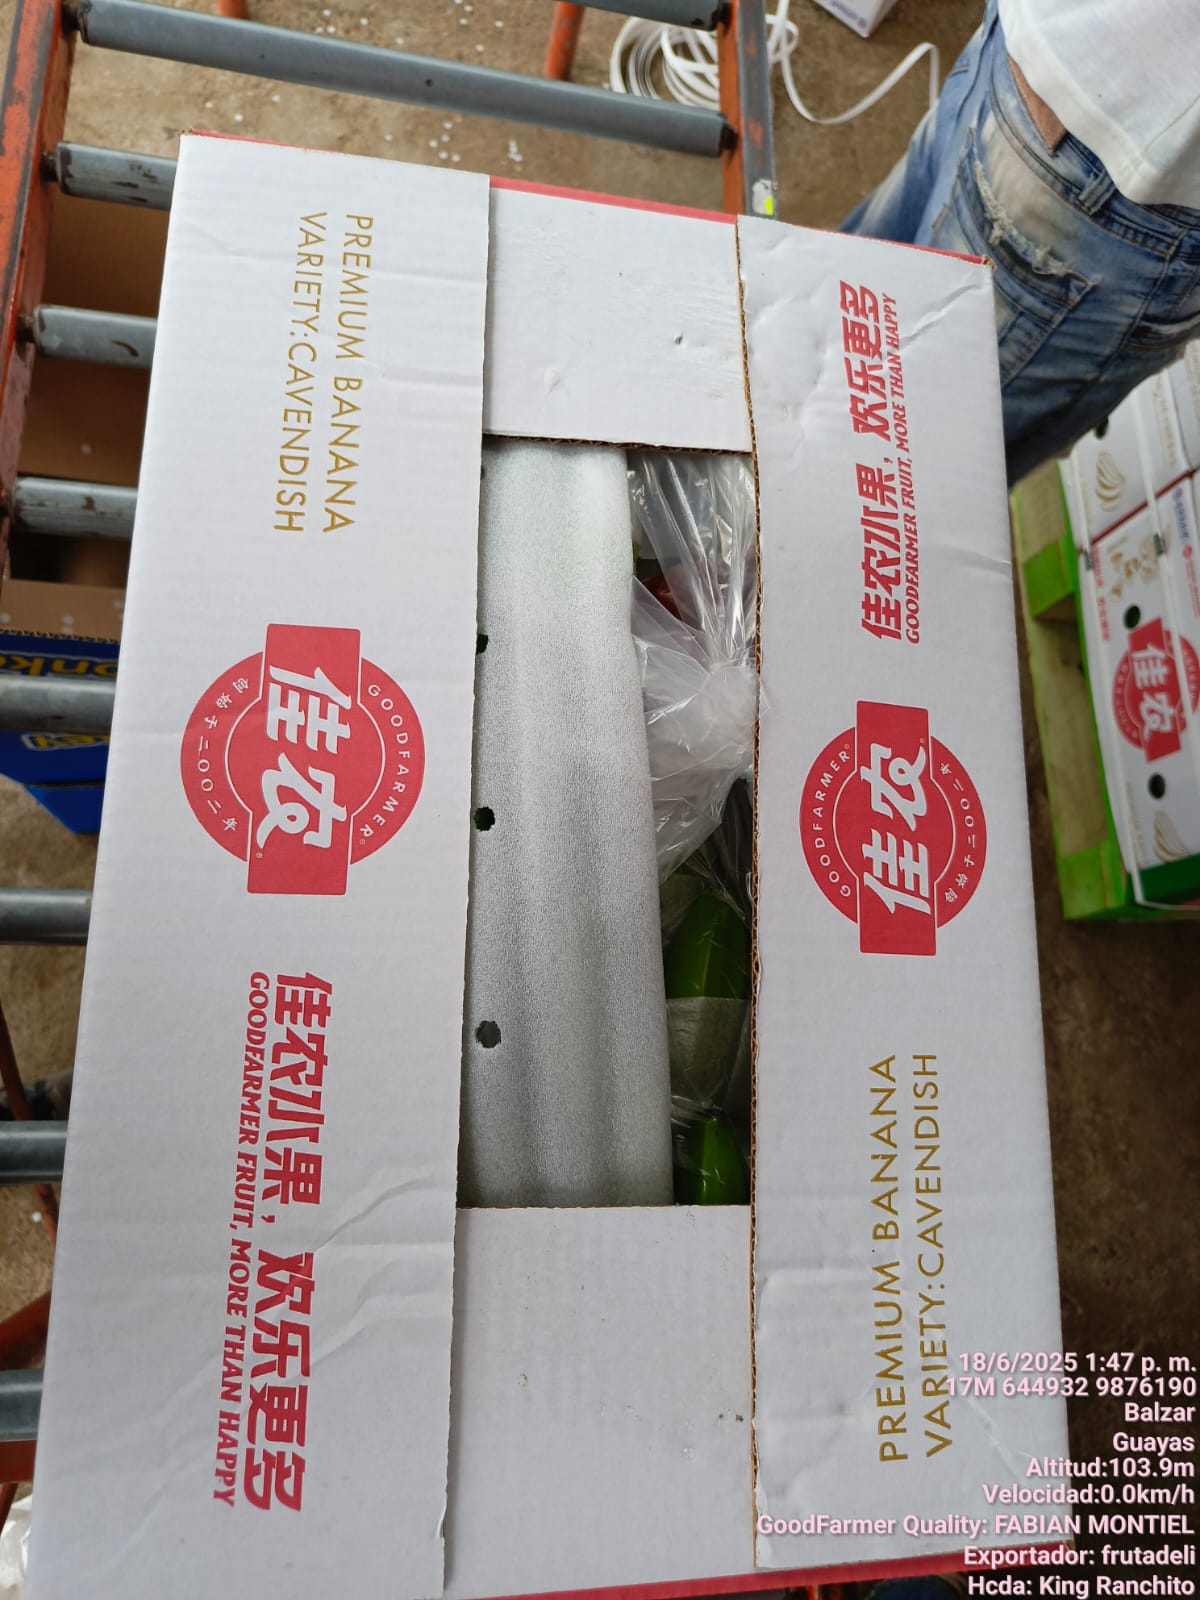 PREMIUM BANANA
VARIETY:CAVENDISH
佳农
GOODFARMER®
创始于二〇〇二年
佳农水果，欢乐更多
GOODFARMER FRUIT, MORE THAN HAPPY
佳农水果，欢乐更多
GOODFARMER FRUIT, MORE THAN HAPPY
佳农
GOODFARMER®
创始于二〇〇二年
PREMIUM BANANA
VARIETY:CAVENDISH
佳农
18/6/2025 1:47 p. m.
17M 644932 9876190
Balzar
Guayas
Altitud:103.9m
Velocidad:0.0km/h
GoodFarmer Quality: FABIAN MONTIEL
Exportador: frutadeli
Hcda: King Ranchito